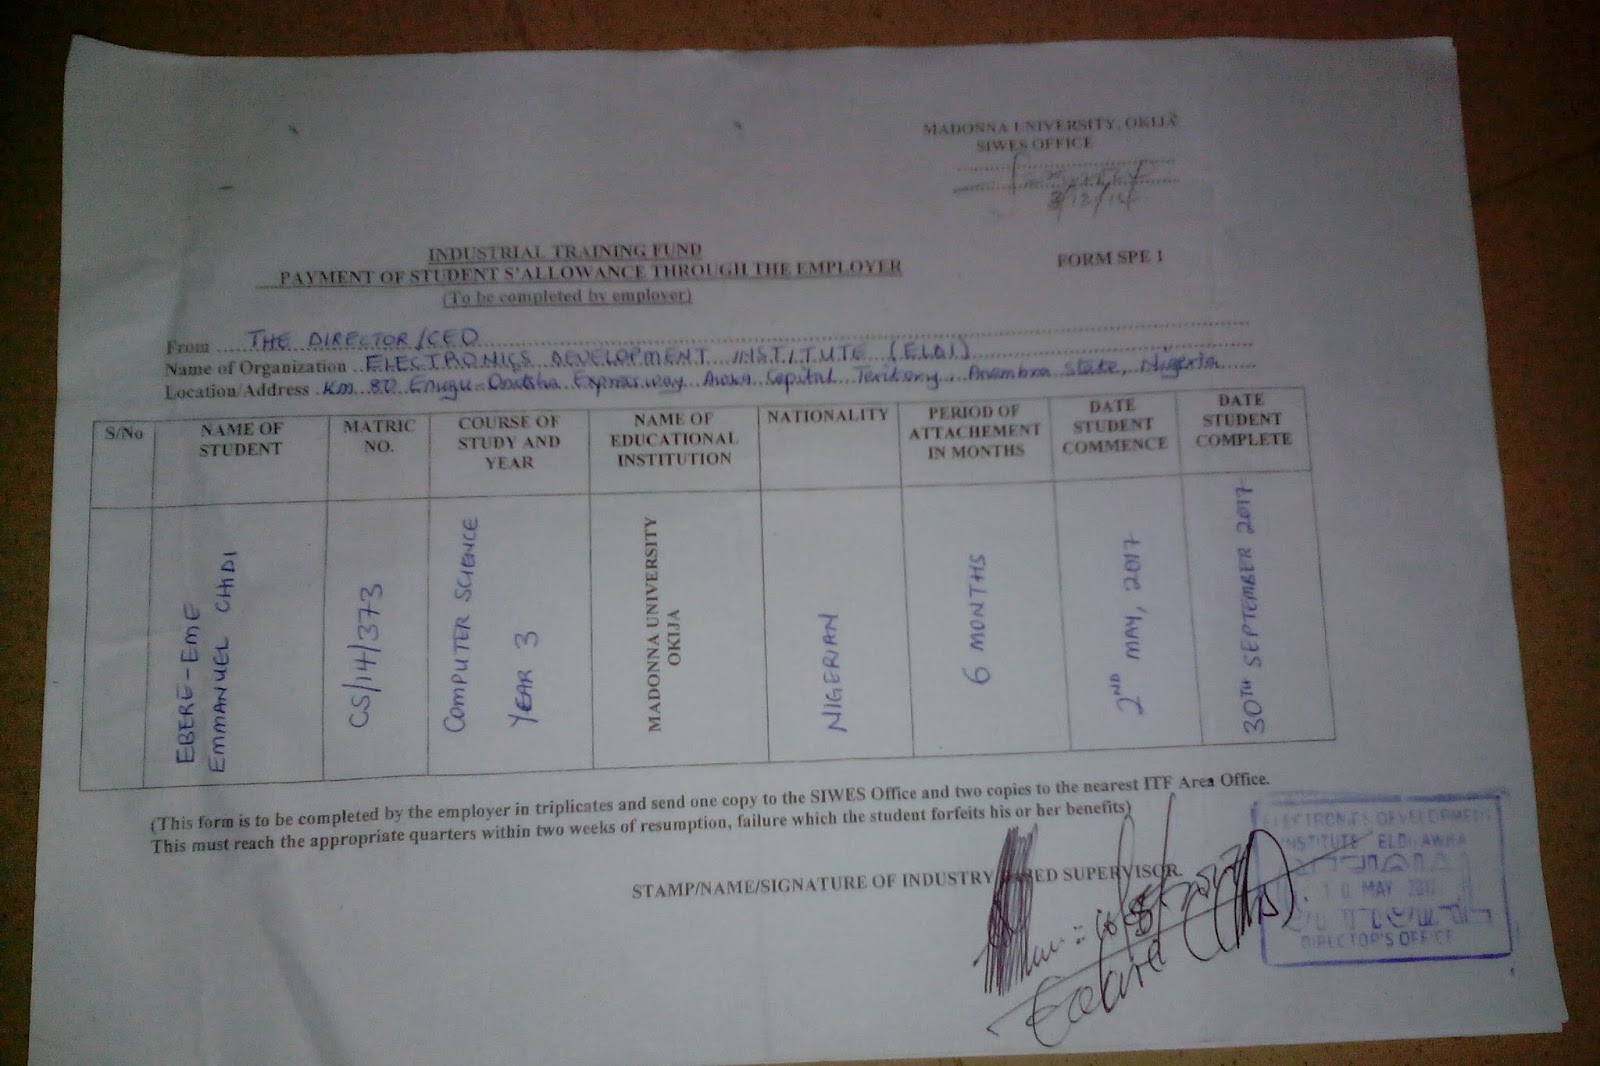 MADONNA UNIVERSITY, OKIJA
SIWES OFFICE
INDUSTRIAL TRAINING FUND
FORM SPE 1
PAYMENT OF STUDENT S'ALLOWANCE THROUGH THE EMPLOYER
(To be completed by employer)
From THE DIRECTOR/CEO
Name of Organization ELECTRONICS DEVELOPMENT INSTITUTE (ELDI)
Location/Address Km 80 Enugu-Onitsha Expressway Awka Capital Teritory, Anambra State, Nigeria
S/No
NAME OF
STUDENT
MATRIC
NO.
COURSE OF
STUDY AND
YEAR
NAME OF
EDUCATIONAL
INSTITUTION
NATIONALITY
PERIOD OF
ATTACHEMENT
IN MONTHS
DATE
STUDENT
COMMENCE
DATE
STUDENT
COMPLETE
EBERE-EME
EMMANUEL CHIDI
CS/14/373
COMPUTER SCIENCE
YEAR 3
MADONNA UNIVERSITY
OKIJA
NIGERIAN
6 MONTHS
2ND MAY, 2017
30TH SEPTEMBER 2017
(This form is to be completed by the employer in triplicates and send one copy to the SIWES Office and two copies to the nearest ITF Area Office.
This must reach the appropriate quarters within two weeks of resumption, failure which the student forfeits his or her benefits)
STAMP/NAME/SIGNATURE OF INDUSTRY BASED SUPERVISOR
ELECTRONICS DEVELOPMENT
INSTITUTE ELDI AWKA
10 MAY 2017
DIRECTOR'S OFFICE